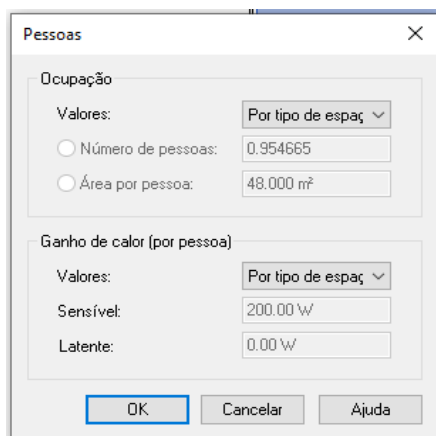 Pessoas
Ocupação
Valores: Por tipo de espaç
Número de pessoas: 0.954665
Área por pessoa: 48.000 m²
Ganho de calor (por pessoa)
Valores: Por tipo de espaç
Sensível: 200.00 W
Latente: 0.00 W
OK Cancelar Ajuda